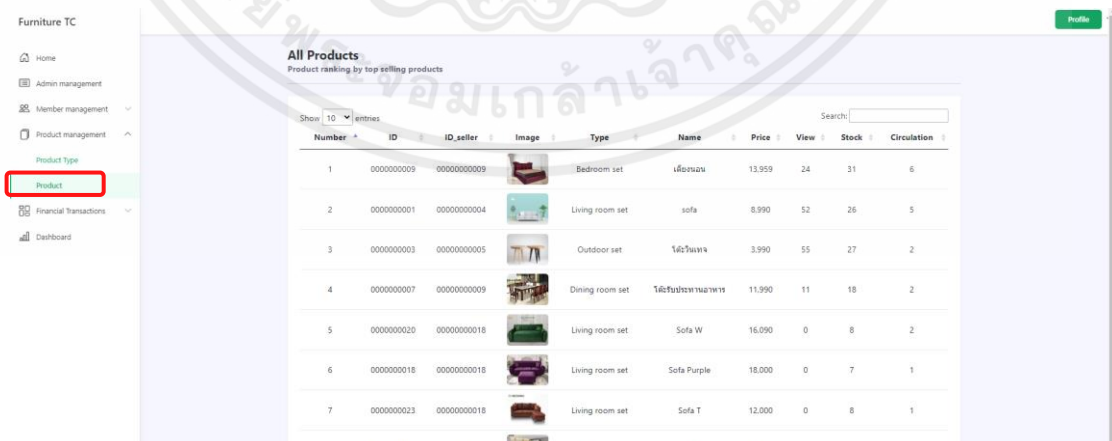 Furniture TC
Profile
Home
Admin management
Member management
Product management
Product Type
Product
Financial Transactions
Dashboard
All Products
Product ranking by top selling products
Show 10 entries
Search:
Number ID ID_seller Image Type Name Price View Stock Circulation
1 0000000009 00000000009 Bedroom set เตียงนอน 13,959 24 31 6
2 0000000001 00000000004 Living room set sofa 8,990 52 26 5
3 0000000003 00000000005 Outdoor set โต๊ะวินเทจ 3,990 55 27 2
4 0000000007 00000000009 Dining room set โต๊ะรับประทานอาหาร 11,990 11 18 2
5 0000000020 00000000018 Living room set Sofa W 16,090 0 8 2
6 0000000018 00000000018 Living room set Sofa Purple 18,000 0 7 1
7 0000000023 00000000018 Living room set Sofa T 12,000 0 8 1